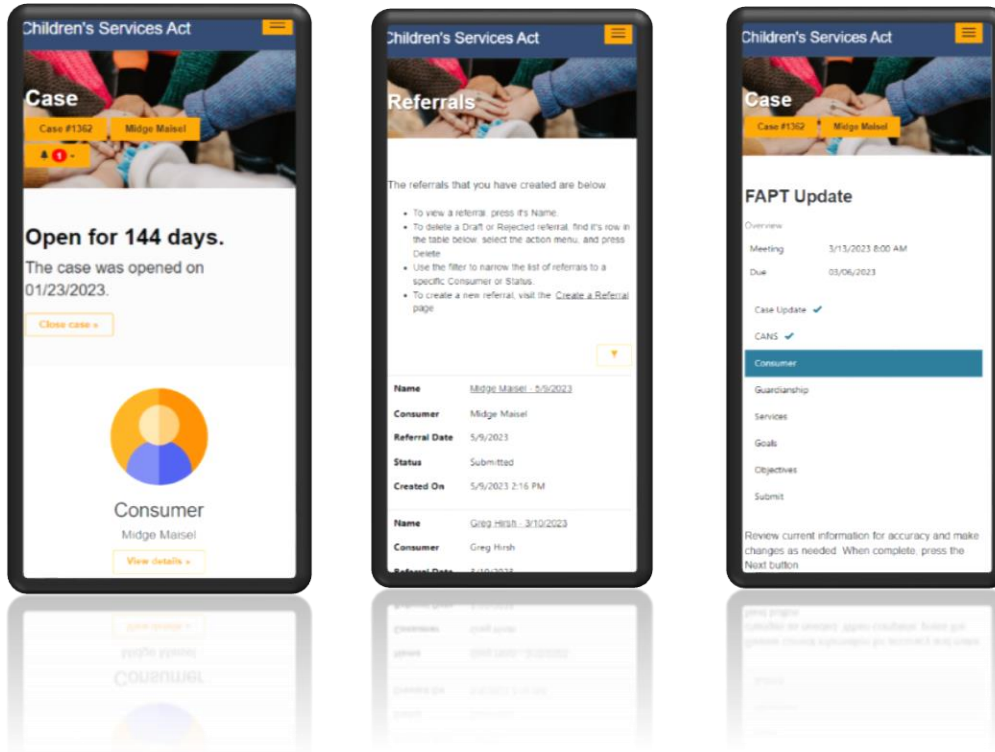 Children's Services Act
Case
Case #1362 Midge Maisel
1
Open for 144 days.
The case was opened on
01/23/2023.
Close case »
Consumer
Midge Maisel
View details »
Children's Services Act
Referrals
The referrals that you have created are below
• To view a referral, press it's Name.
• To delete a Draft or Rejected referral, find it's row in
the table below, select the action menu, and press
Delete
• Use the filter to narrow the list of referrals to a
specific Consumer or Status.
• To create a new referral, visit the Create a Referral
page
Name Midge Maisel - 5/9/2023
Consumer Midge Maisel
Referral Date 5/9/2023
Status Submitted
Created On 5/9/2023 2:16 PM
Name Greg Hirsh - 3/10/2023
Consumer Greg Hirsh
Referral Date 3/10/2023
Children's Services Act
Case
Case #1362 Midge Maisel
FAPT Update
Overview
Meeting 3/13/2023 8:00 AM
Due 03/06/2023
Case Update ✔
CANS ✔
Consumer
Guardianship
Services
Goals
Objectives
Submit
Review current information for accuracy and make
changes as needed. When complete, press the
Next button